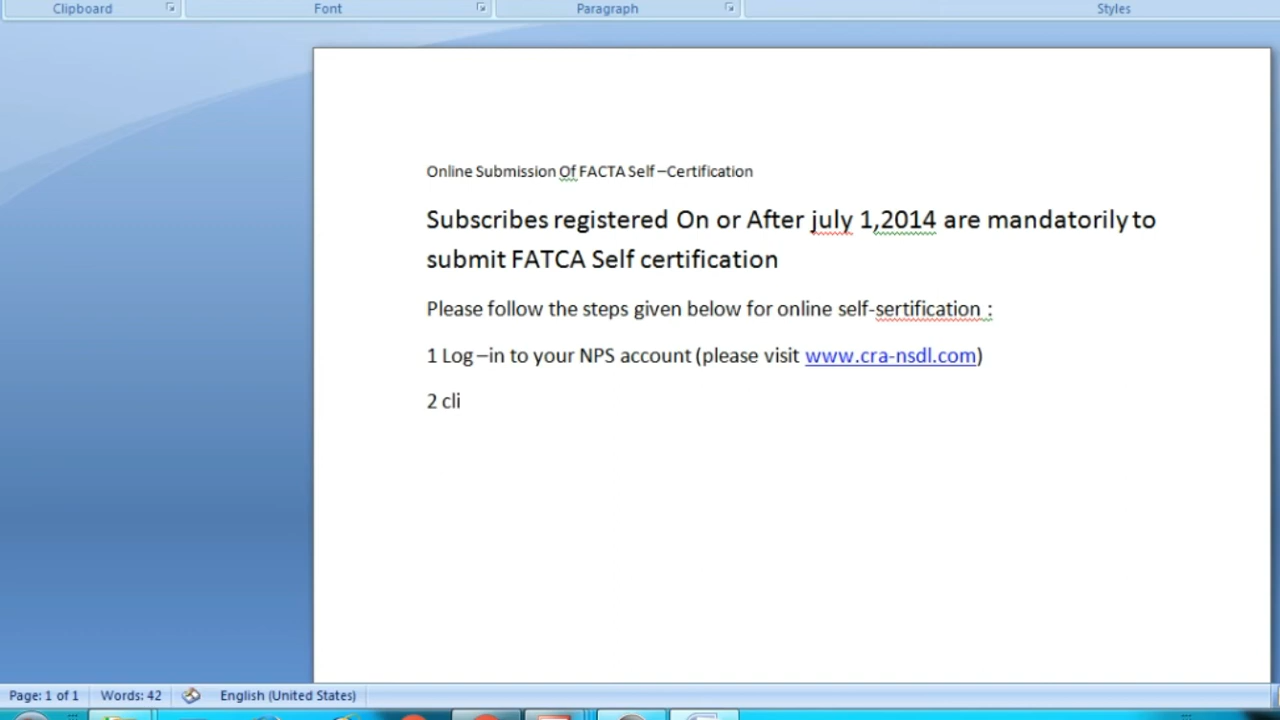 Clipboard Font Paragraph Styles
Online Submission Of FACTA Self –Certification
Subscribes registered On or After july 1,2014 are mandatorily to
submit FATCA Self certification
Please follow the steps given below for online self-sertification :
1 Log –in to your NPS account (please visit www.cra-nsdl.com)
2 cli
Page: 1 of 1 Words: 42 English (United States)